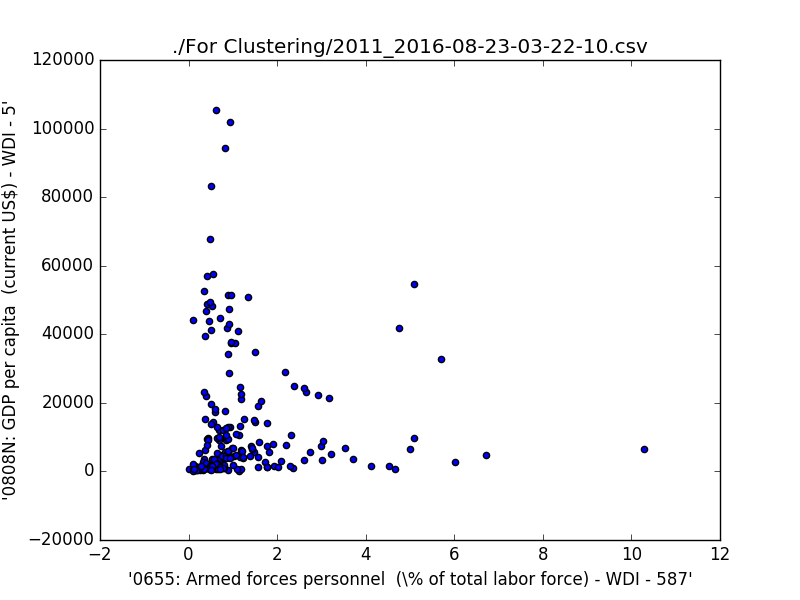 ./For Clustering/2011_2016-08-23-03-22-10.csv
120000
100000
80000
60000
40000
20000
0
−20000
'0808N: GDP per capita  (current US$) - WDI - 5'
−2 0 2 4 6 8 10 12
'0655: Armed forces personnel  (\% of total labor force) - WDI - 587'